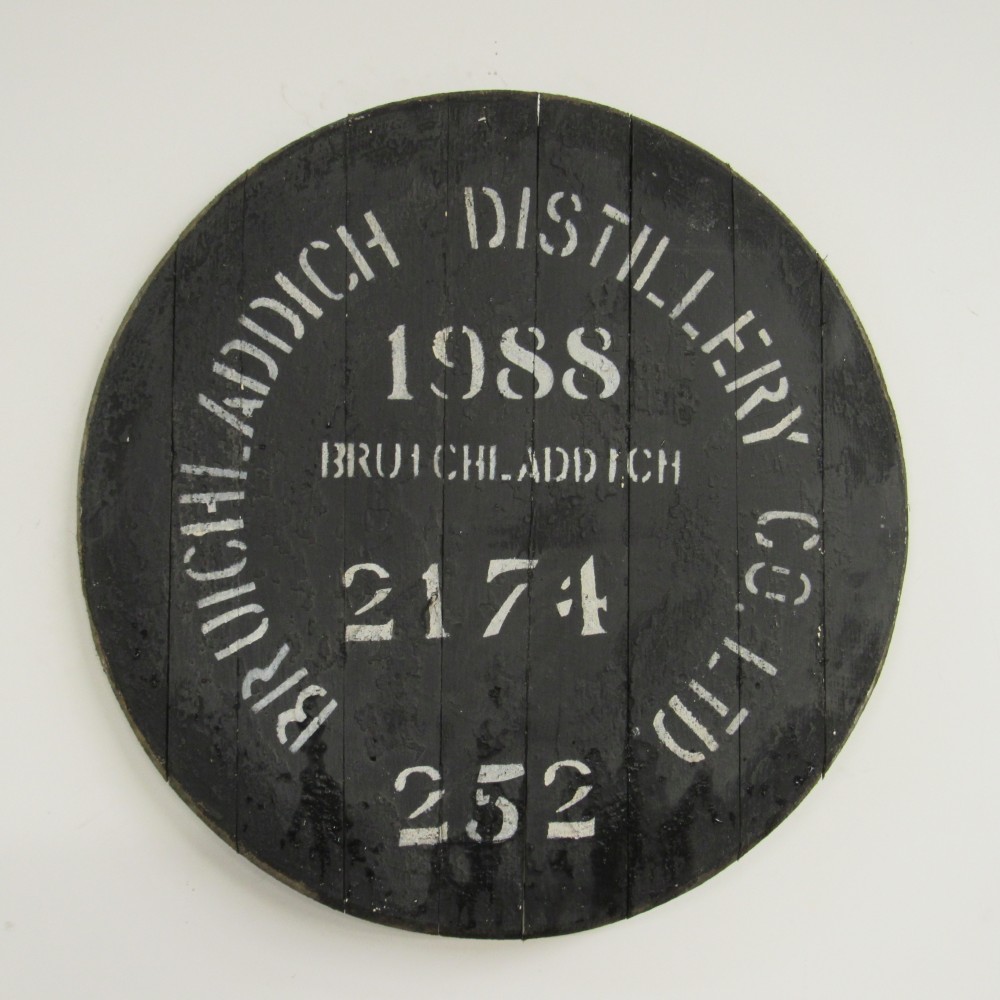 BRUICHLADDICH DISTILLERY CO. LTD
1988
BRUICHLADDICH
2174
252